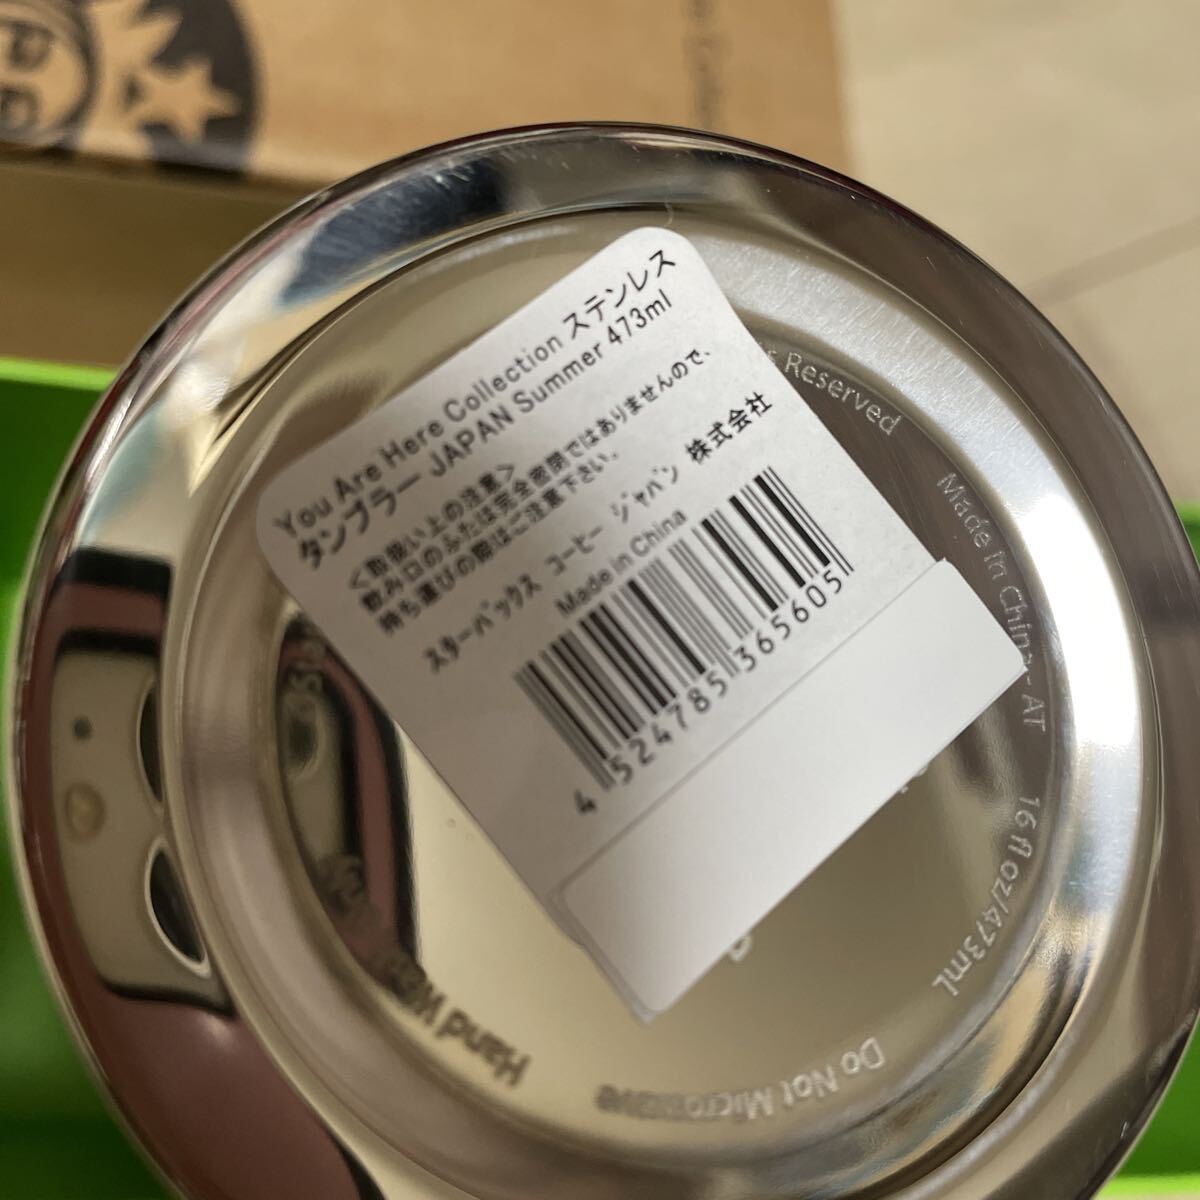 You Are Here Collection ステンレス
タンブラー JAPAN Summer 473ml
<取扱い上の注意>
飲み口のふたは完全密閉ではありませんので、
持ち運びの際はご注意下さい。
スターバックス コーヒー ジャパン 株式会社
Made in China
4 524785 365605
Reserved
Made in China - AT
16 fl oz/473mL
Do Not Microwave
Hand